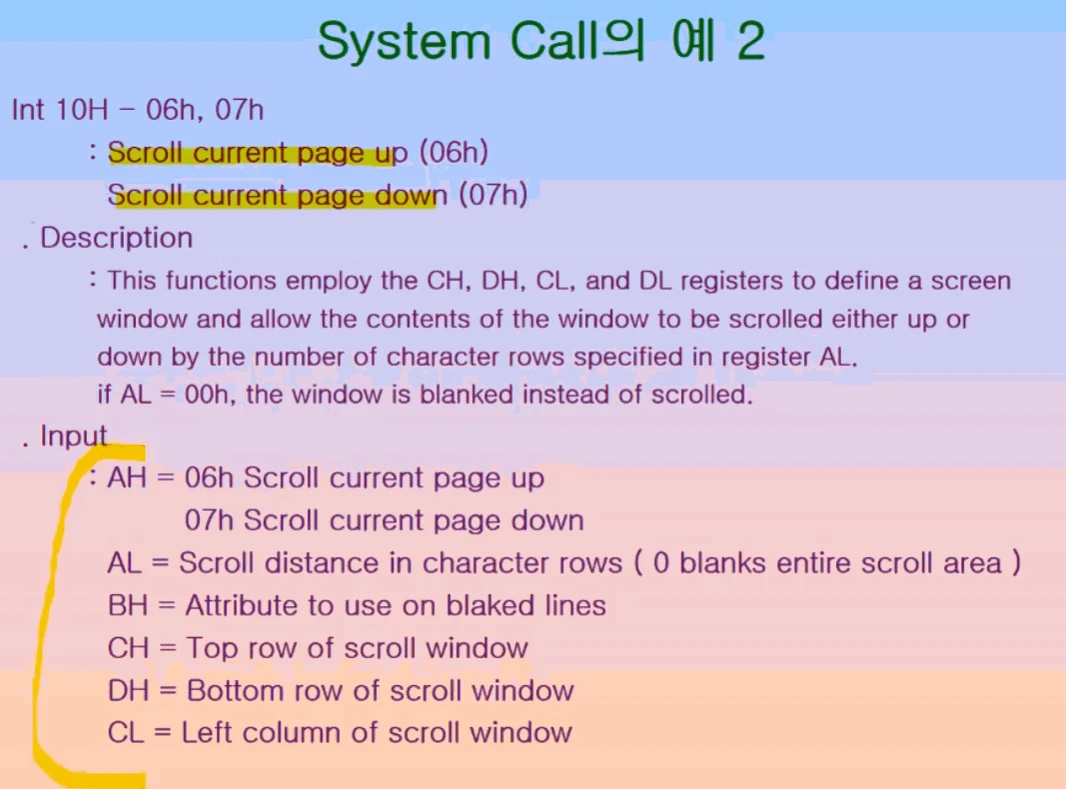 System Call의 예 2
Int 10H - 06h, 07h
: Scroll current page up (06h)
Scroll current page down (07h)
. Description
: This functions employ the CH, DH, CL, and DL registers to define a screen
window and allow the contents of the window to be scrolled either up or
down by the number of character rows specified in register AL.
if AL = 00h, the window is blanked instead of scrolled.
. Input
: AH = 06h Scroll current page up
07h Scroll current page down
AL = Scroll distance in character rows ( 0 blanks entire scroll area )
BH = Attribute to use on blaked lines
CH = Top row of scroll window
DH = Bottom row of scroll window
CL = Left column of scroll window